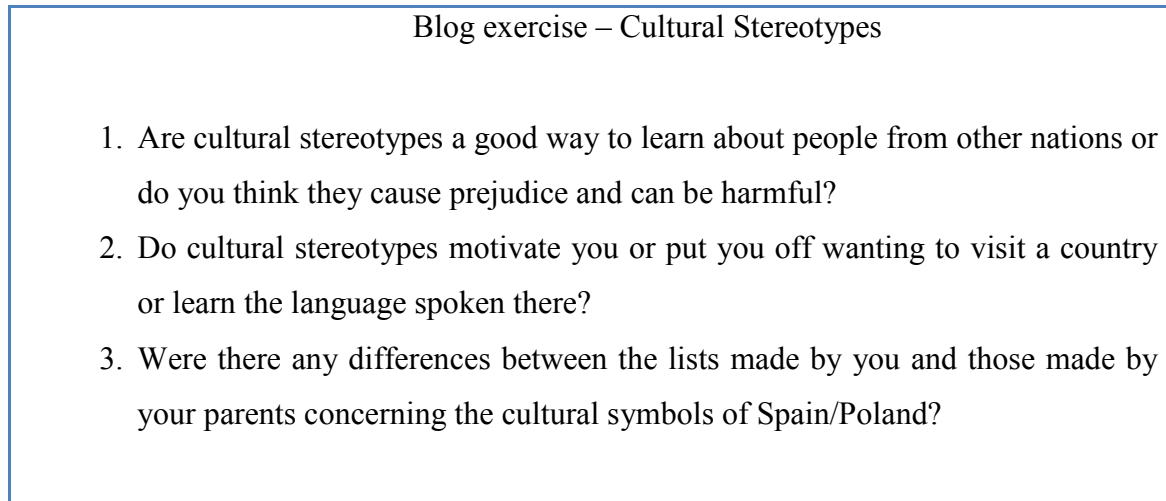 Blog exercise – Cultural Stereotypes
1. Are cultural stereotypes a good way to learn about people from other nations or
do you think they cause prejudice and can be harmful?
2. Do cultural stereotypes motivate you or put you off wanting to visit a country
or learn the language spoken there?
3. Were there any differences between the lists made by you and those made by
your parents concerning the cultural symbols of Spain/Poland?